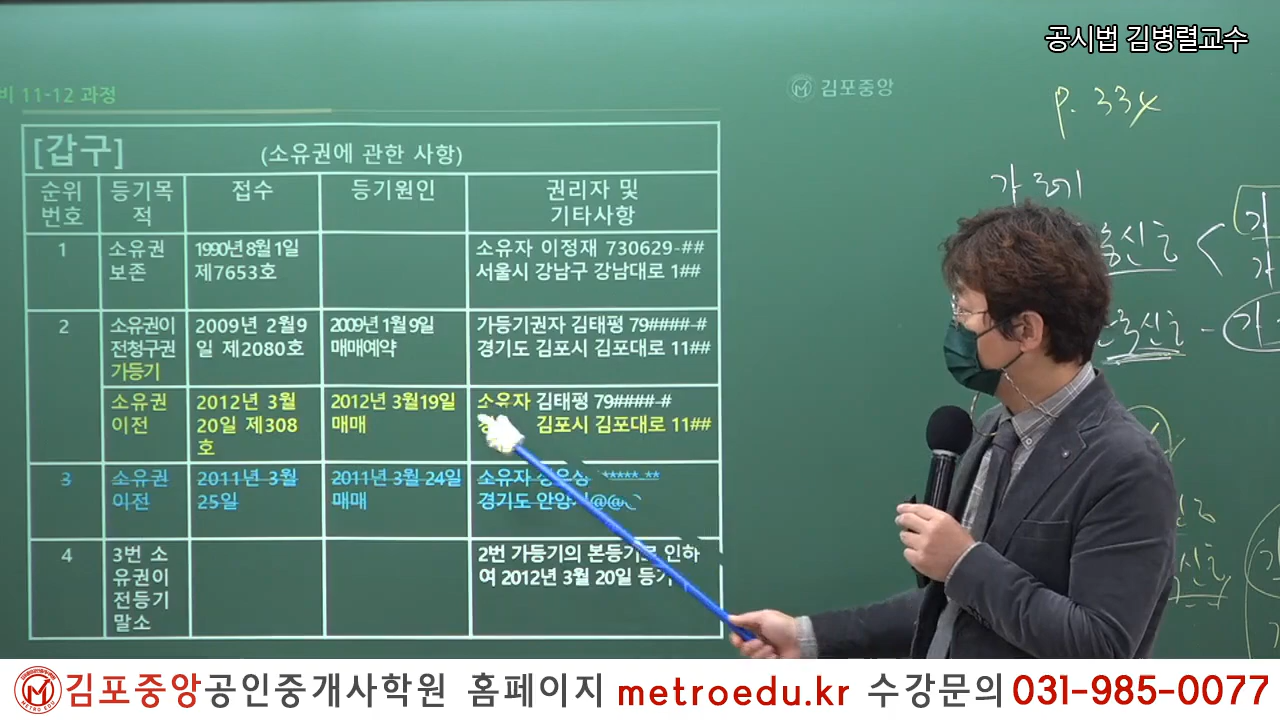 공시법 김병렬교수
비 11-12 과정
김포중앙
P. 334
가등기
[갑구]
(소유권에 관한 사항)
순위
번호
등기목
적
접수
등기원인
권리자 및
기타사항
1
소유권
보존
1990년 8월 1일
제7653호
소유자 이정재 730629-##
서울시 강남구 강남대로 1##
2
소유권이
전청구권
가등기
2009년 2월9
일 제2080호
2009년 1월 9일
매매예약
가등기권자 김태평 79####-#
경기도 김포시 김포대로 11##
소유권
이전
2012년 3월
20일 제308
호
2012년 3월19일
매매
소유자 김태평 79####-#
김포시 김포대로 11##
3
소유권
이전
2011년 3월
25일
2011년 3월 24일
매매
소유자
경기도
4
3번 소
유권이
전등기
말소
2번 가등기의 본등기로 인하
여 2012년 3월 20일 등기
METRO EDU
김포중앙공인중개사학원 홈페이지 metroedu.kr 수강문의 031-985-0077